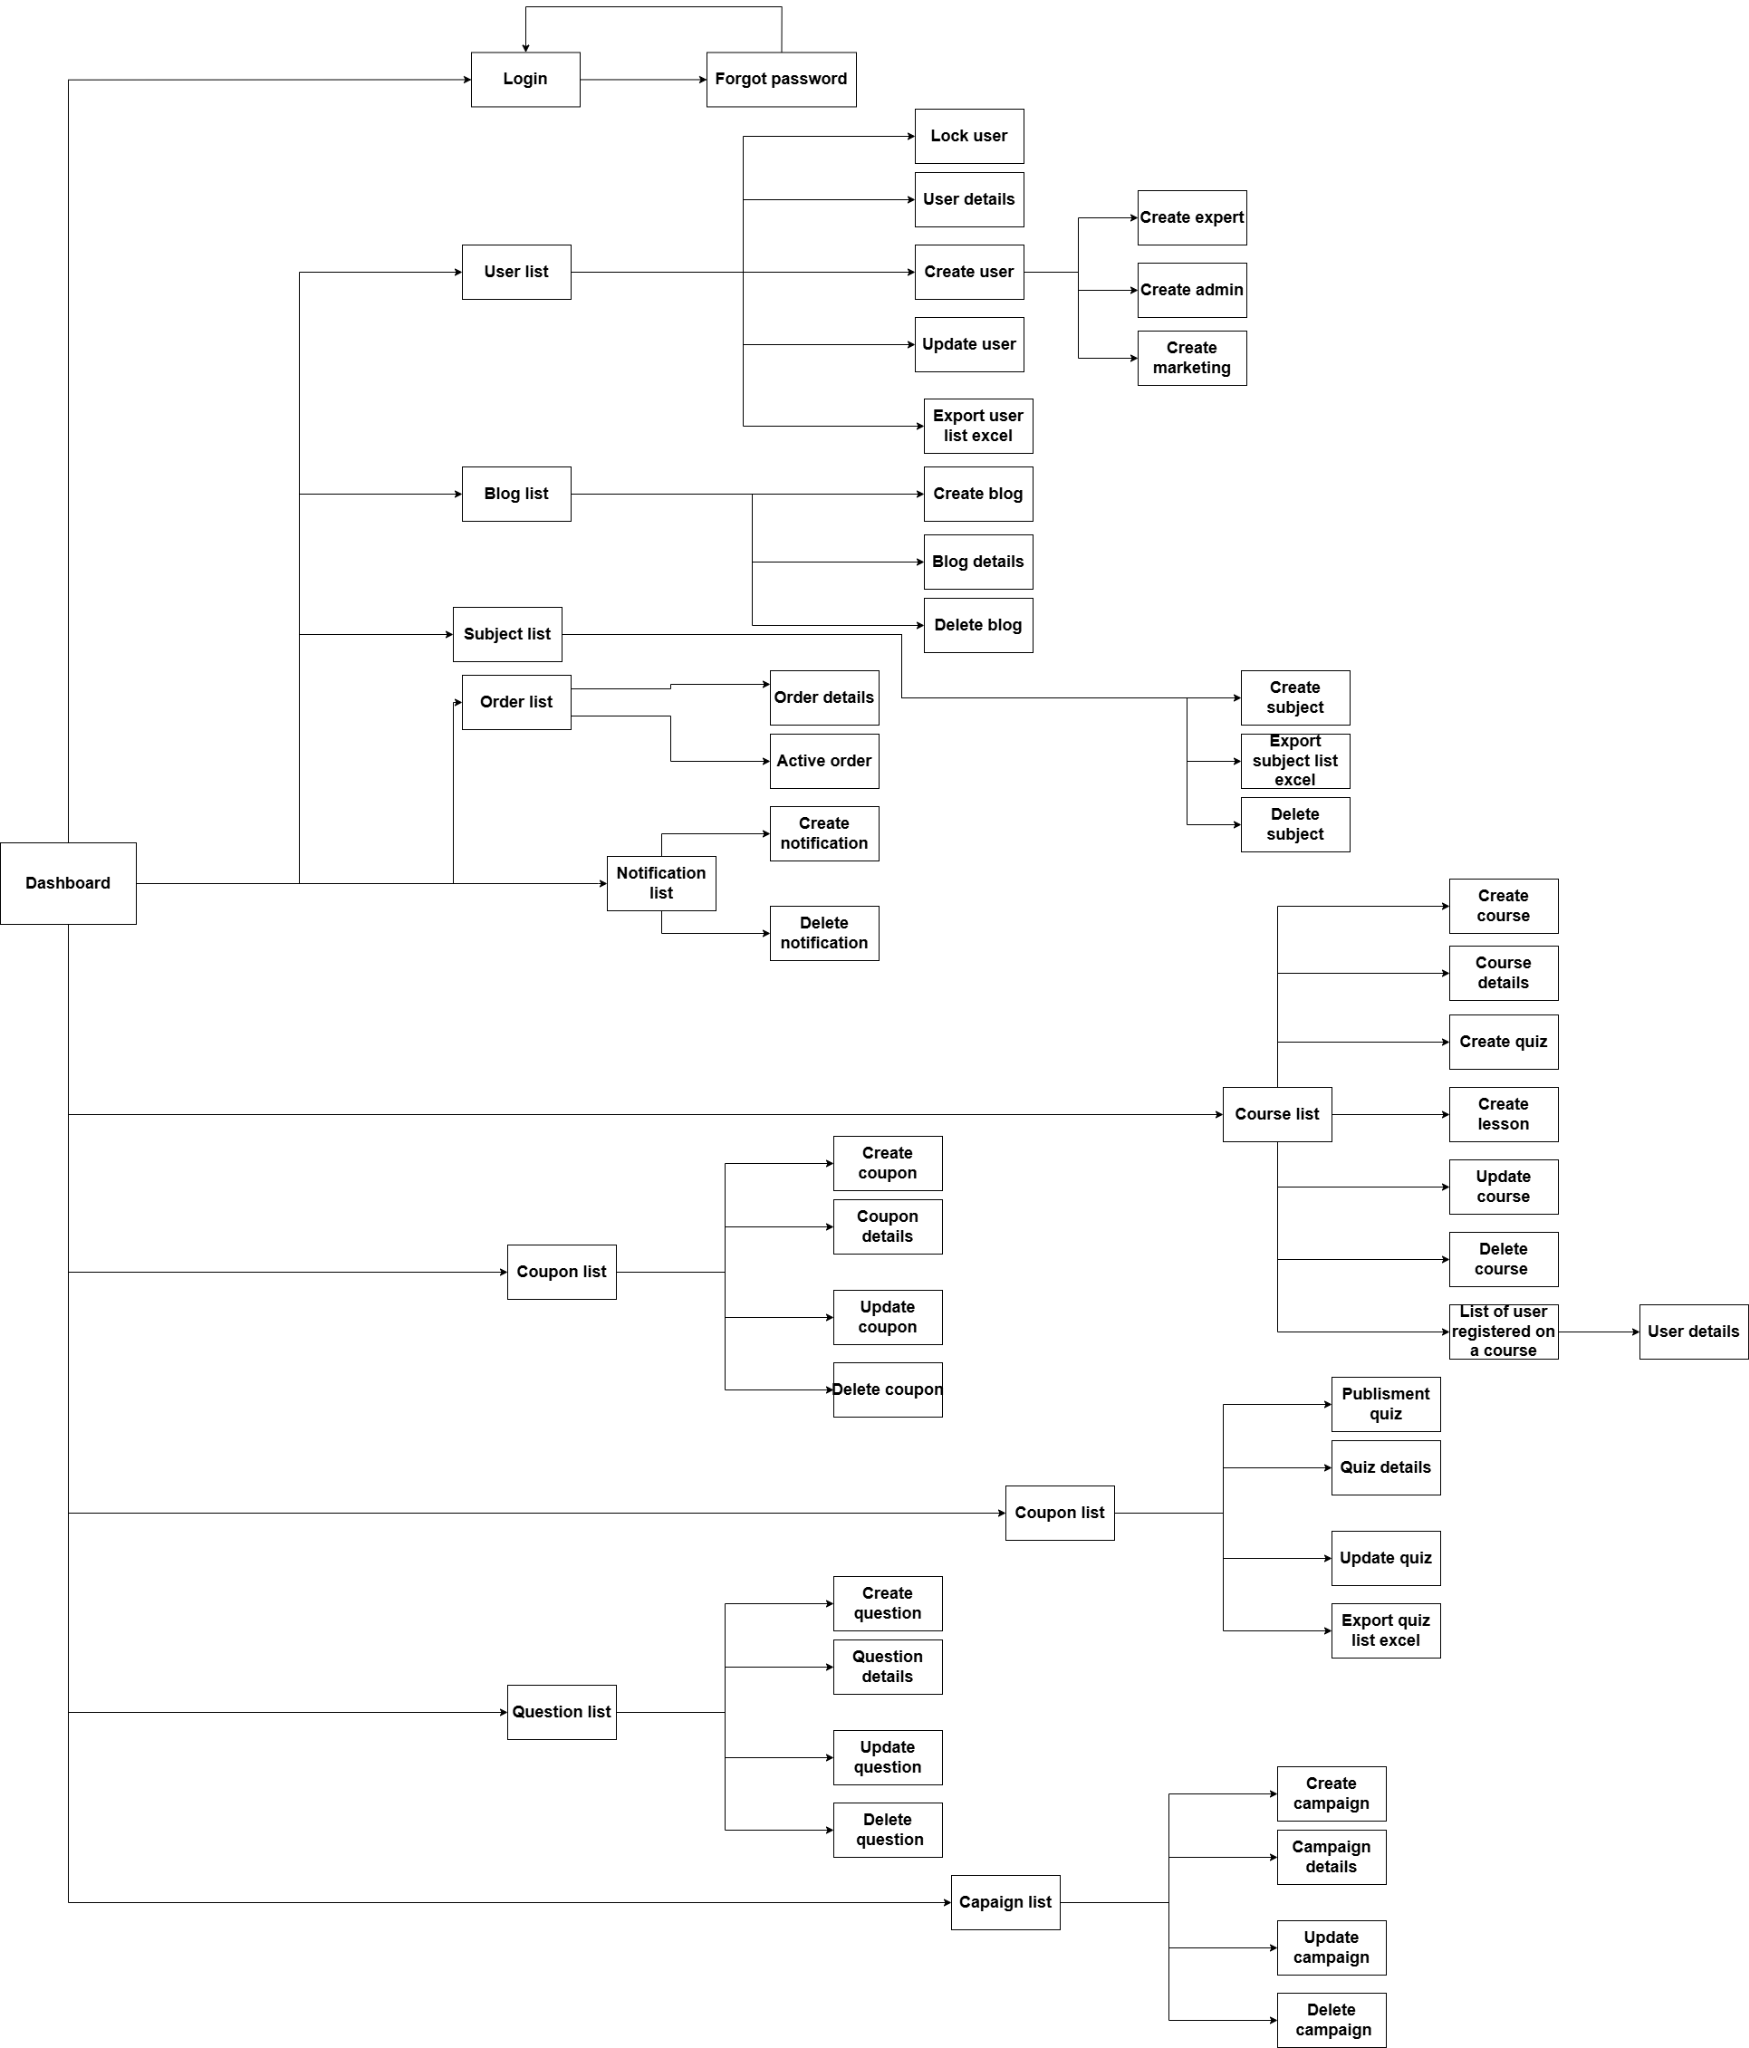 Login
Forgot password
Lock user
User details
Create expert
User list
Create user
Create admin
Update user
Create
marketing
Export user
list excel
Blog list
Create blog
Blog details
Delete blog
Subject list
Order list
Order details
Create
subject
Active order
Export
subject list
excel
Create
notification
Delete
subject
Dashboard
Notification
list
Delete
notification
Create
course
Course
details
Create quiz
Course list
Create
lesson
Create
coupon
Update
course
Coupon
details
Coupon list
Delete
course
Update
coupon
List of user
registered on
a course
User details
Delete coupon
Publisment
quiz
Quiz details
Coupon list
Update quiz
Create
question
Export quiz
list excel
Question
details
Question list
Update
question
Create
campaign
Delete
question
Campaign
details
Capaign list
Update
campaign
Delete
campaign